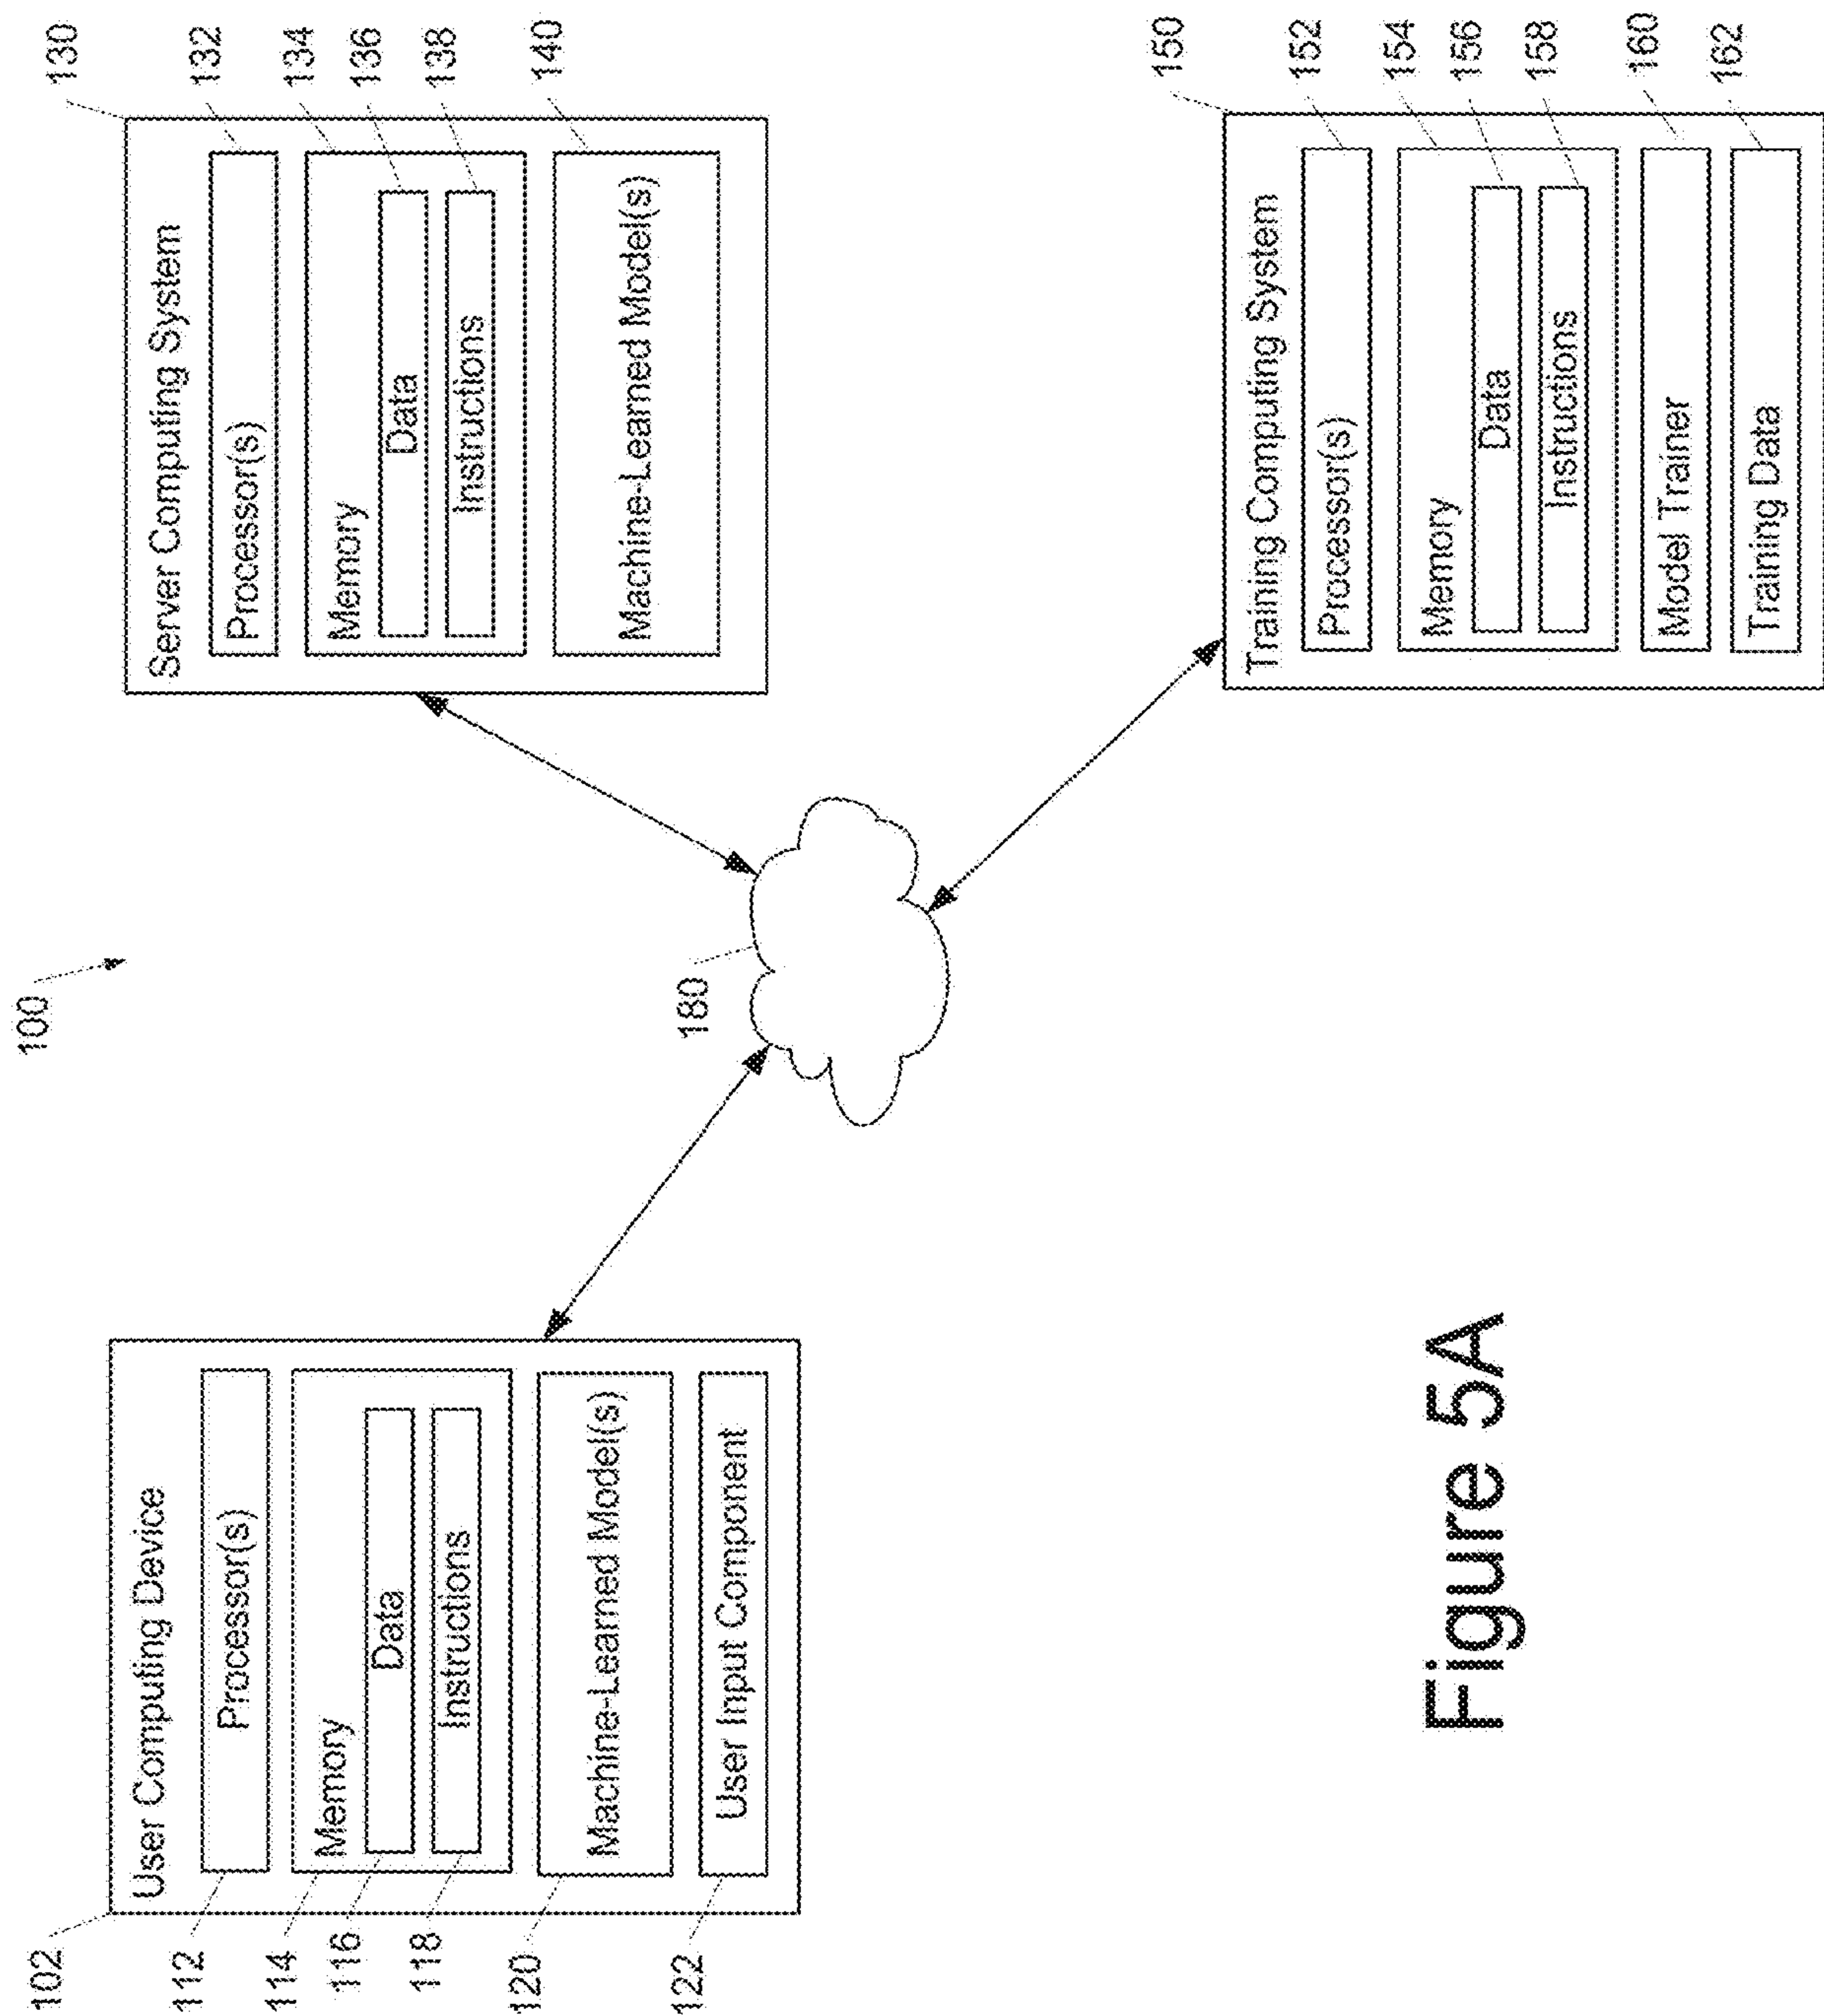 100
102
User Computing Device
112
Processor(s)
114
Memory
116
Data
118
Instructions
120
Machine-Learned Model(s)
122
User Input Component
180
130
Server Computing System
132
Processor(s)
134
Memory
136
Data
138
Instructions
140
Machine-Learned Model(s)
150
Training Computing System
152
Processor(s)
154
Memory
156
Data
158
Instructions
160
Model Trainer
162
Training Data
Figure 5A